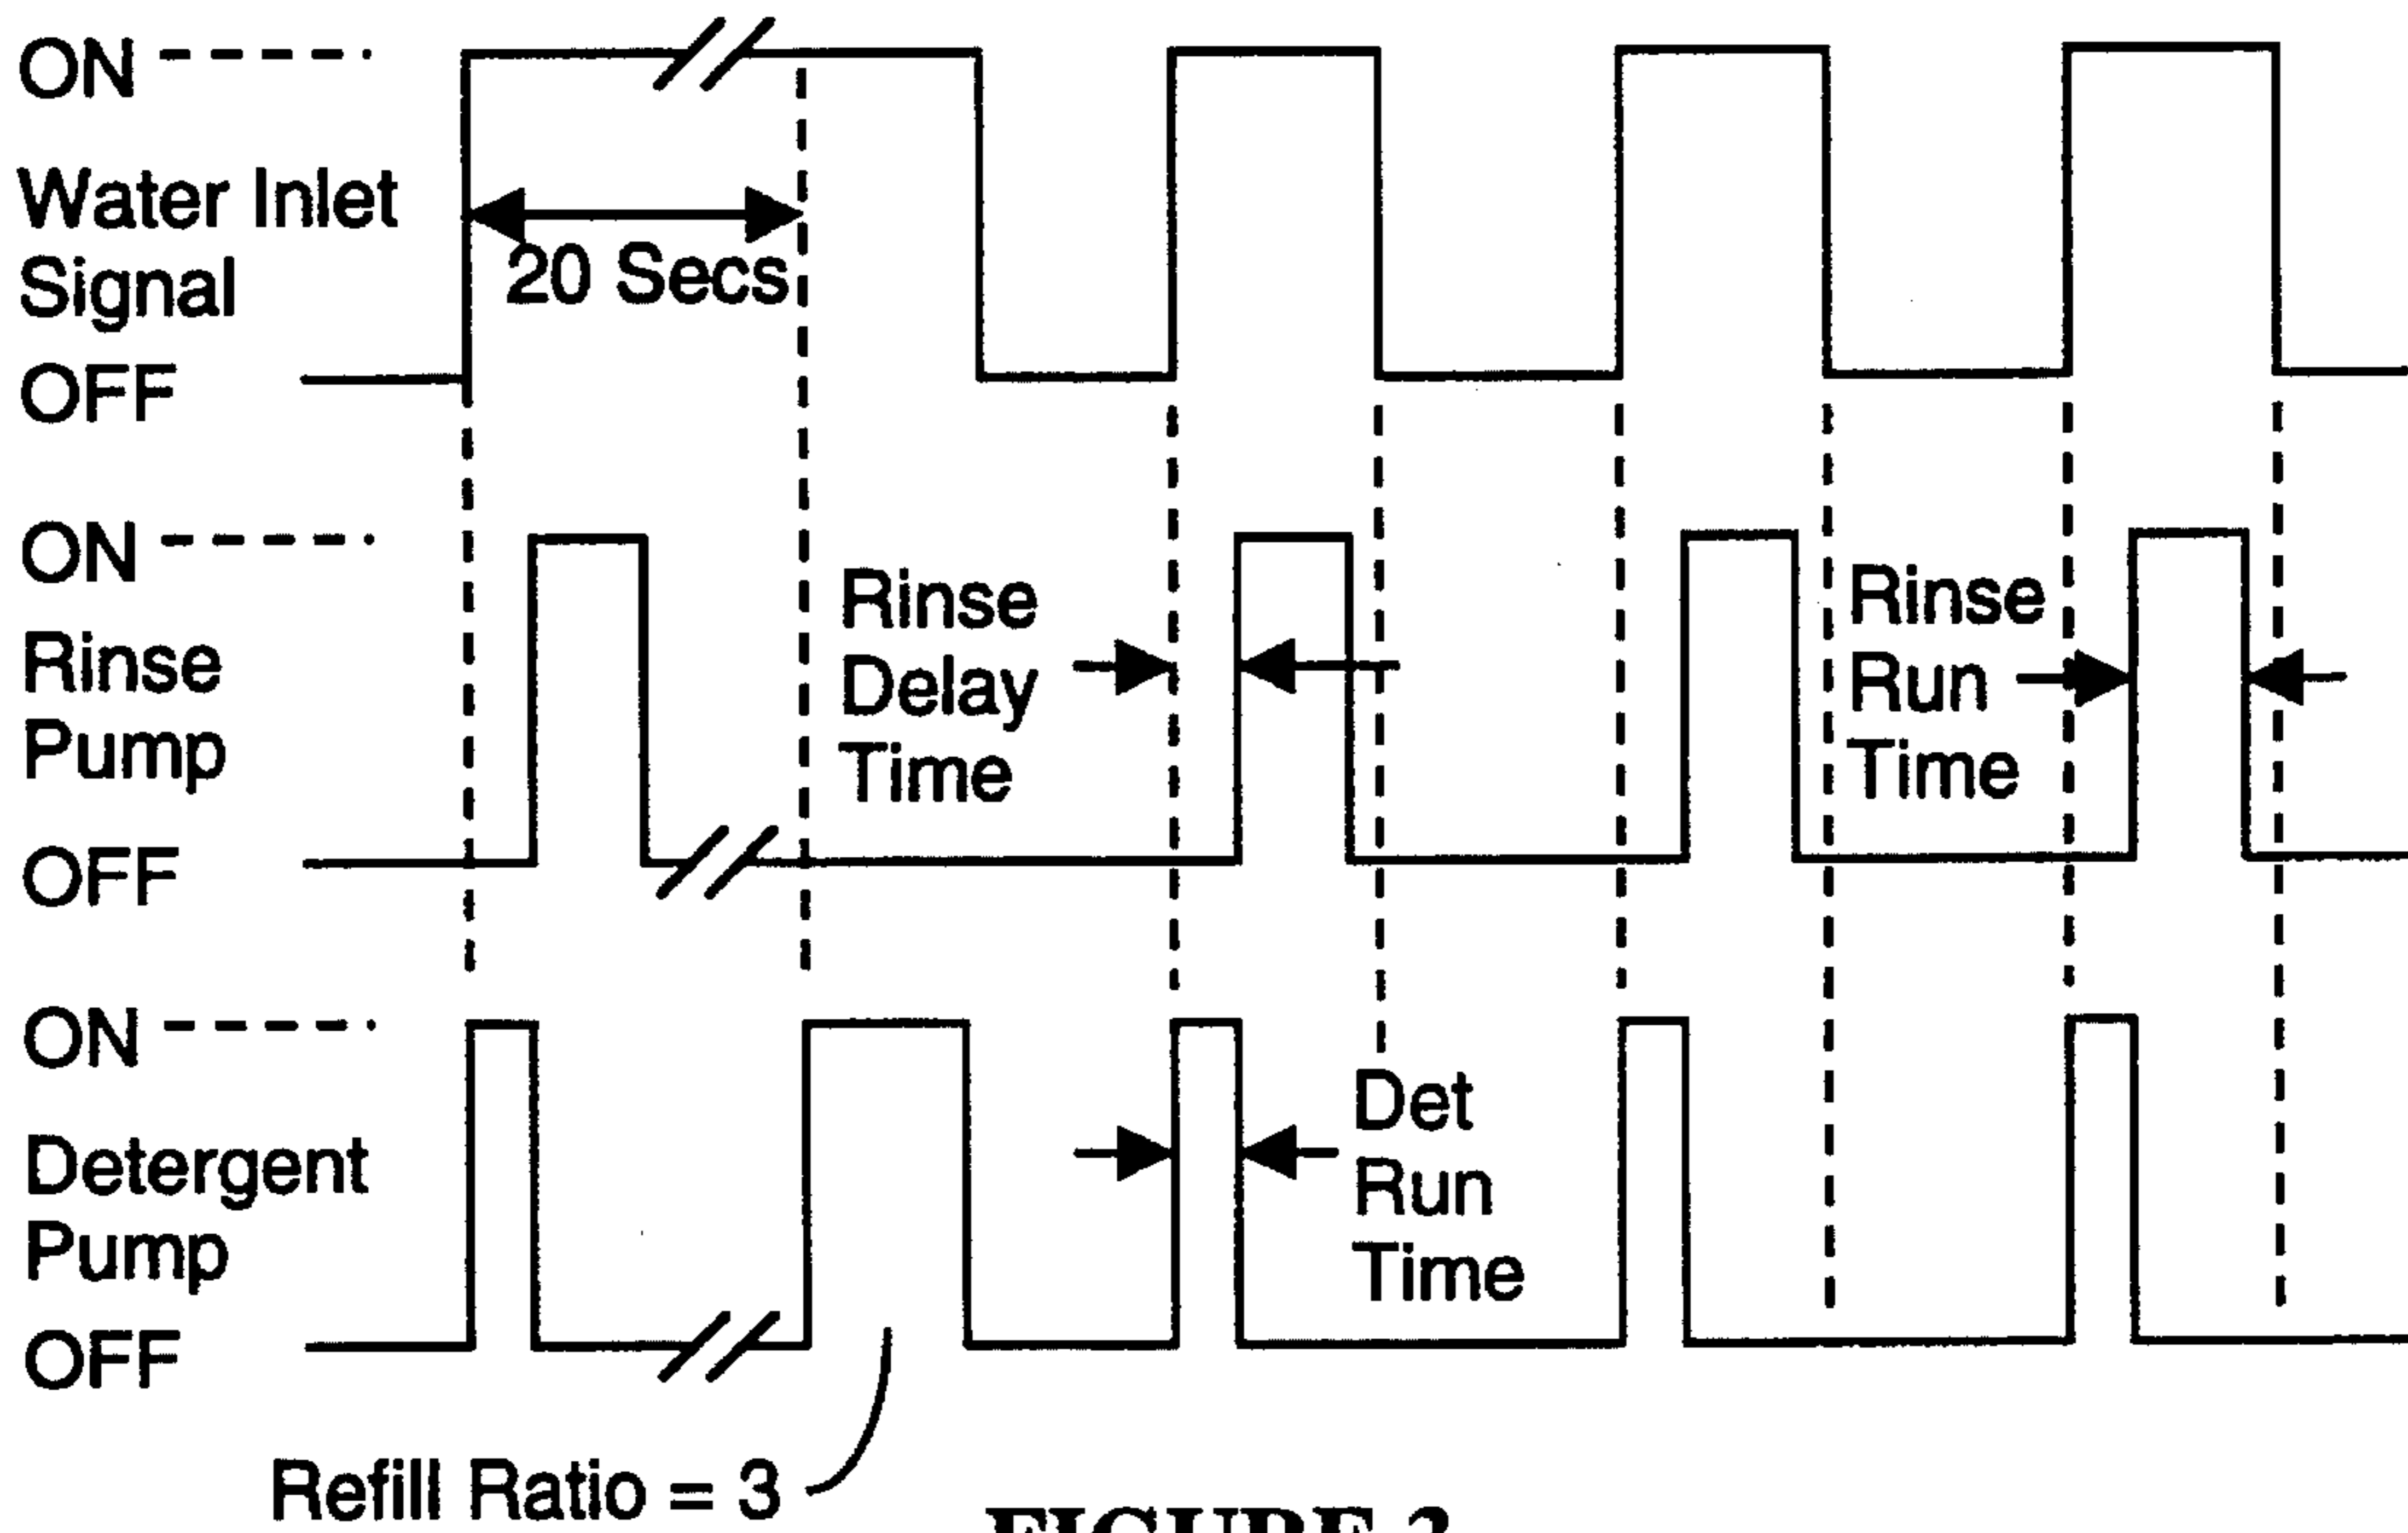 ON
Water Inlet
Signal
OFF
20 Secs
ON
Rinse
Pump
OFF
Rinse
Delay
Time
Rinse
Run
Time
ON
Detergent
Pump
OFF
Det
Run
Time
Refill Ratio = 3
FIGURE